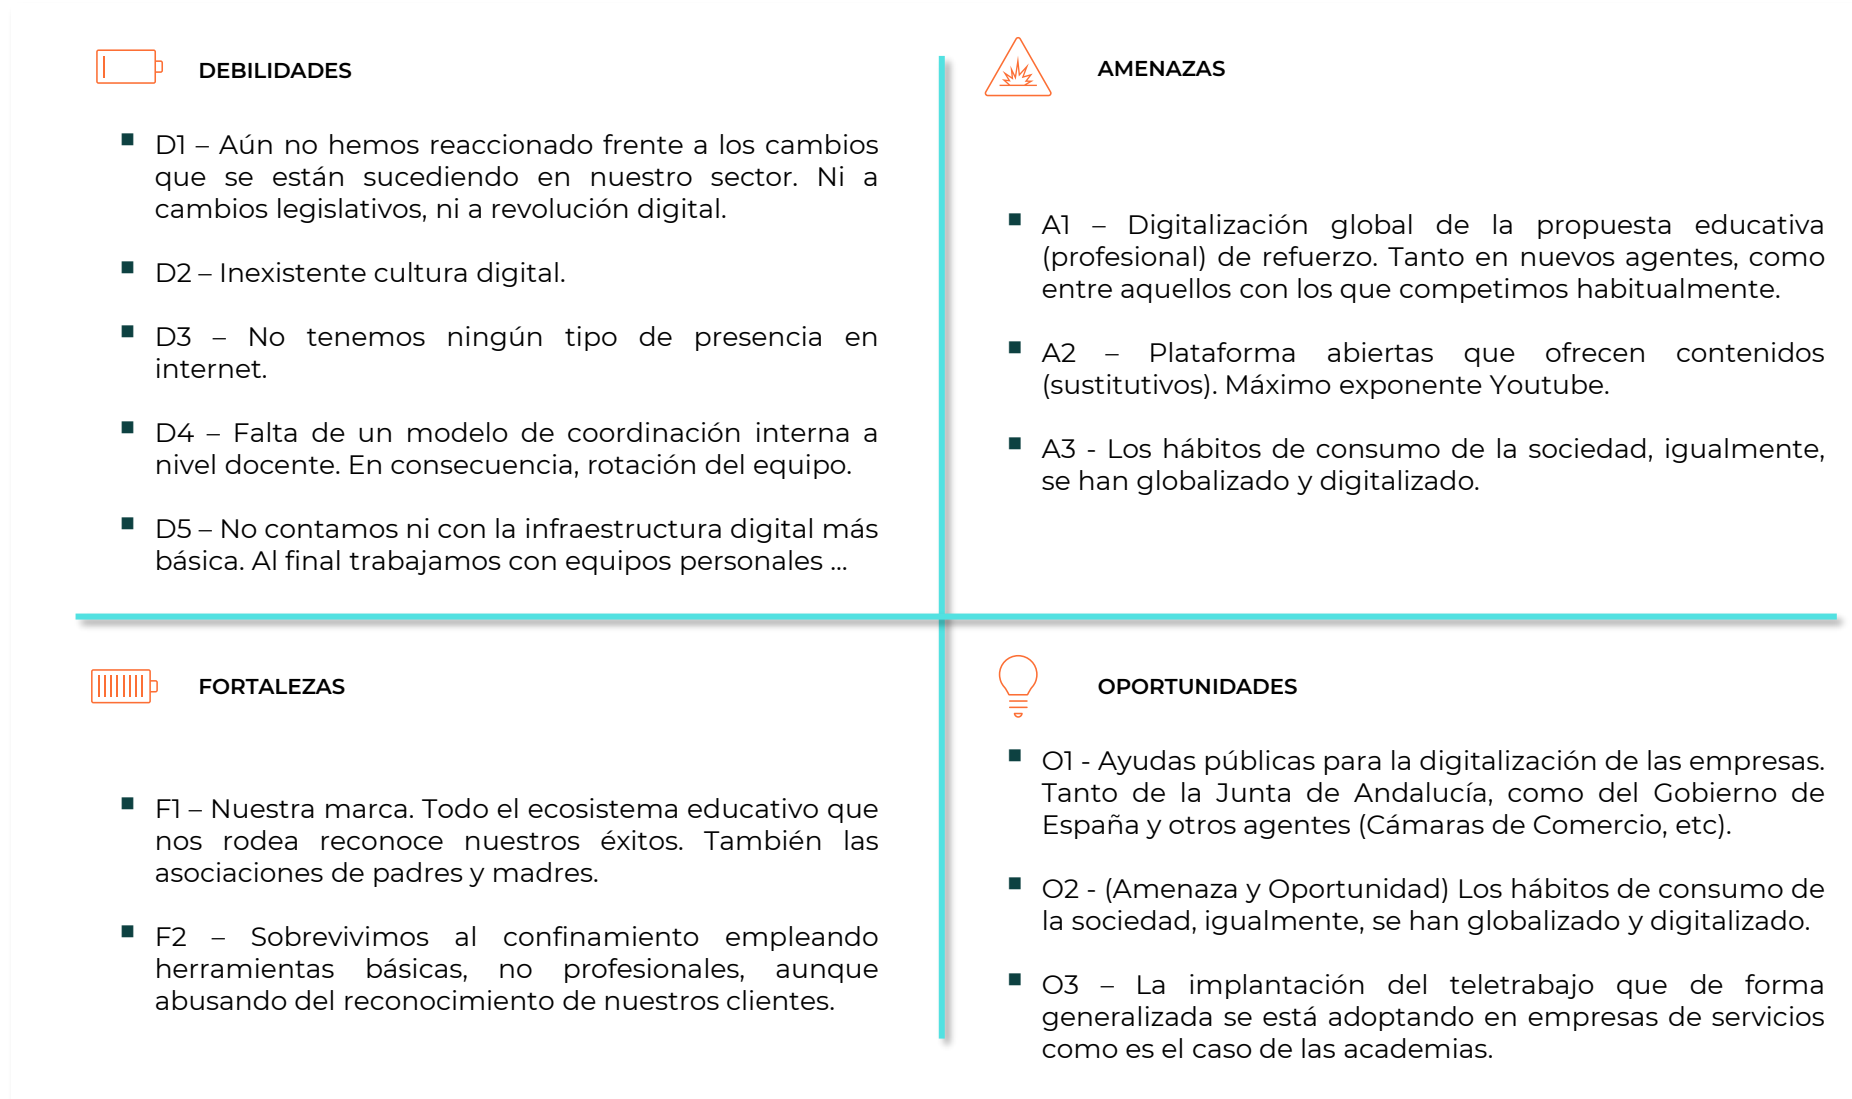 DEBILIDADES
D1 – Aún no hemos reaccionado frente a los cambios
que se están sucediendo en nuestro sector. Ni a
cambios legislativos, ni a revolución digital.
D2 – Inexistente cultura digital.
D3 – No tenemos ningún tipo de presencia en
internet.
D4 – Falta de un modelo de coordinación interna a
nivel docente. En consecuencia, rotación del equipo.
D5 – No contamos ni con la infraestructura digital más
básica. Al final trabajamos con equipos personales ...
AMENAZAS
A1 – Digitalización global de la propuesta educativa
(profesional) de refuerzo. Tanto en nuevos agentes, como
entre aquellos con los que competimos habitualmente.
A2 – Plataforma abiertas que ofrecen contenidos
(sustitutivos). Máximo exponente Youtube.
A3 - Los hábitos de consumo de la sociedad, igualmente,
se han globalizado y digitalizado.
FORTALEZAS
F1 – Nuestra marca. Todo el ecosistema educativo que
nos rodea reconoce nuestros éxitos. También las
asociaciones de padres y madres.
F2 – Sobrevivimos al confinamiento empleando
herramientas básicas, no profesionales, aunque
abusando del reconocimiento de nuestros clientes.
OPORTUNIDADES
O1 - Ayudas públicas para la digitalización de las empresas.
Tanto de la Junta de Andalucía, como del Gobierno de
España y otros agentes (Cámaras de Comercio, etc).
O2 - (Amenaza y Oportunidad) Los hábitos de consumo de
la sociedad, igualmente, se han globalizado y digitalizado.
O3 – La implantación del teletrabajo que de forma
generalizada se está adoptando en empresas de servicios
como es el caso de las academias.